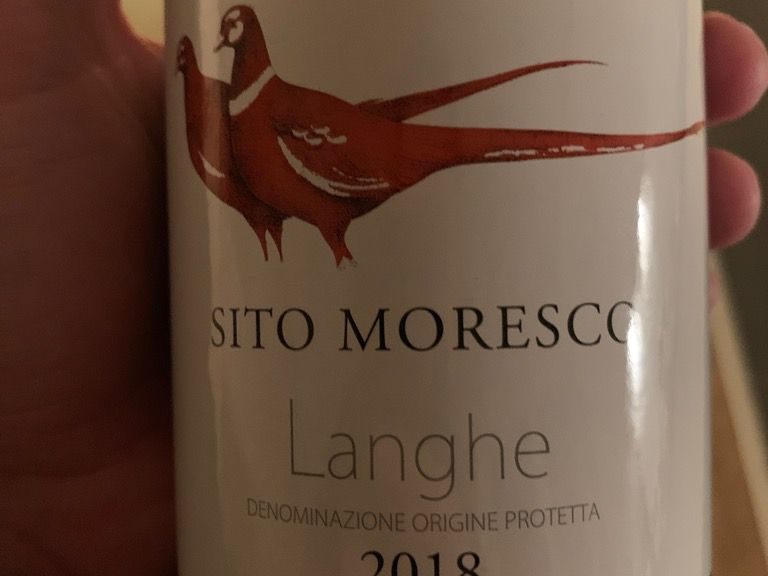 SITO MORESCO
Langhe
DENOMINAZIONE ORIGINE PROTETTA
2018